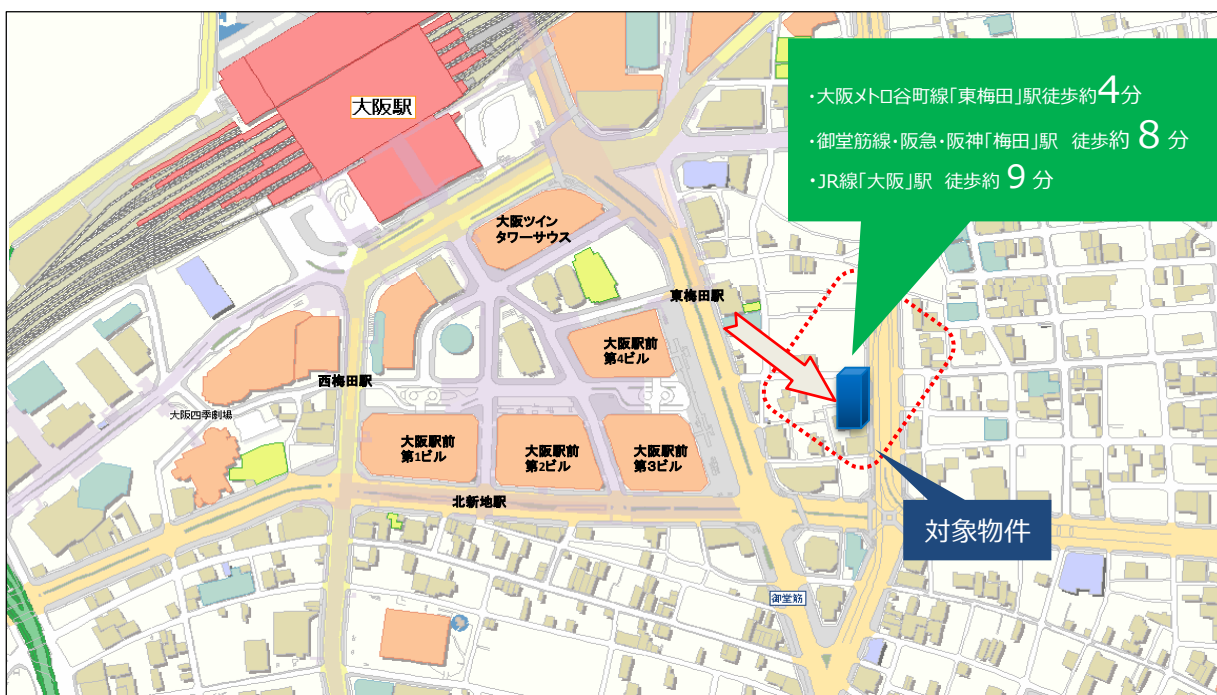 ・大阪メトロ谷町線「東梅田」駅徒歩約4分
・御堂筋線・阪急・阪神「梅田」駅 徒歩約 8 分
・JR線「大阪」駅 徒歩約 9 分
大阪駅
大阪ツイン
タワーサウス
東梅田駅
大阪駅前
第4ビル
西梅田駅
大阪四季劇場
大阪駅前
第1ビル
大阪駅前
第2ビル
大阪駅前
第3ビル
北新地駅
対象物件
御堂筋